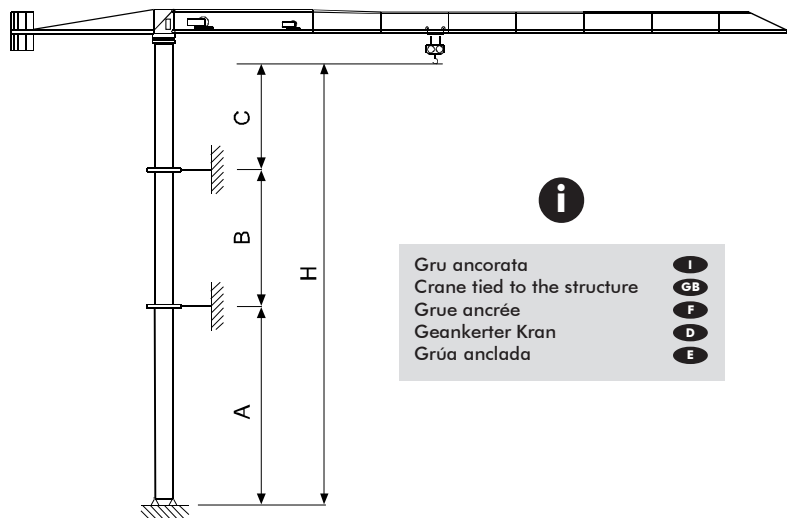 C
B
H
A
i
Gru ancorata I
Crane tied to the structure GB
Grue ancrée F
Geankerter Kran D
Grúa anclada E